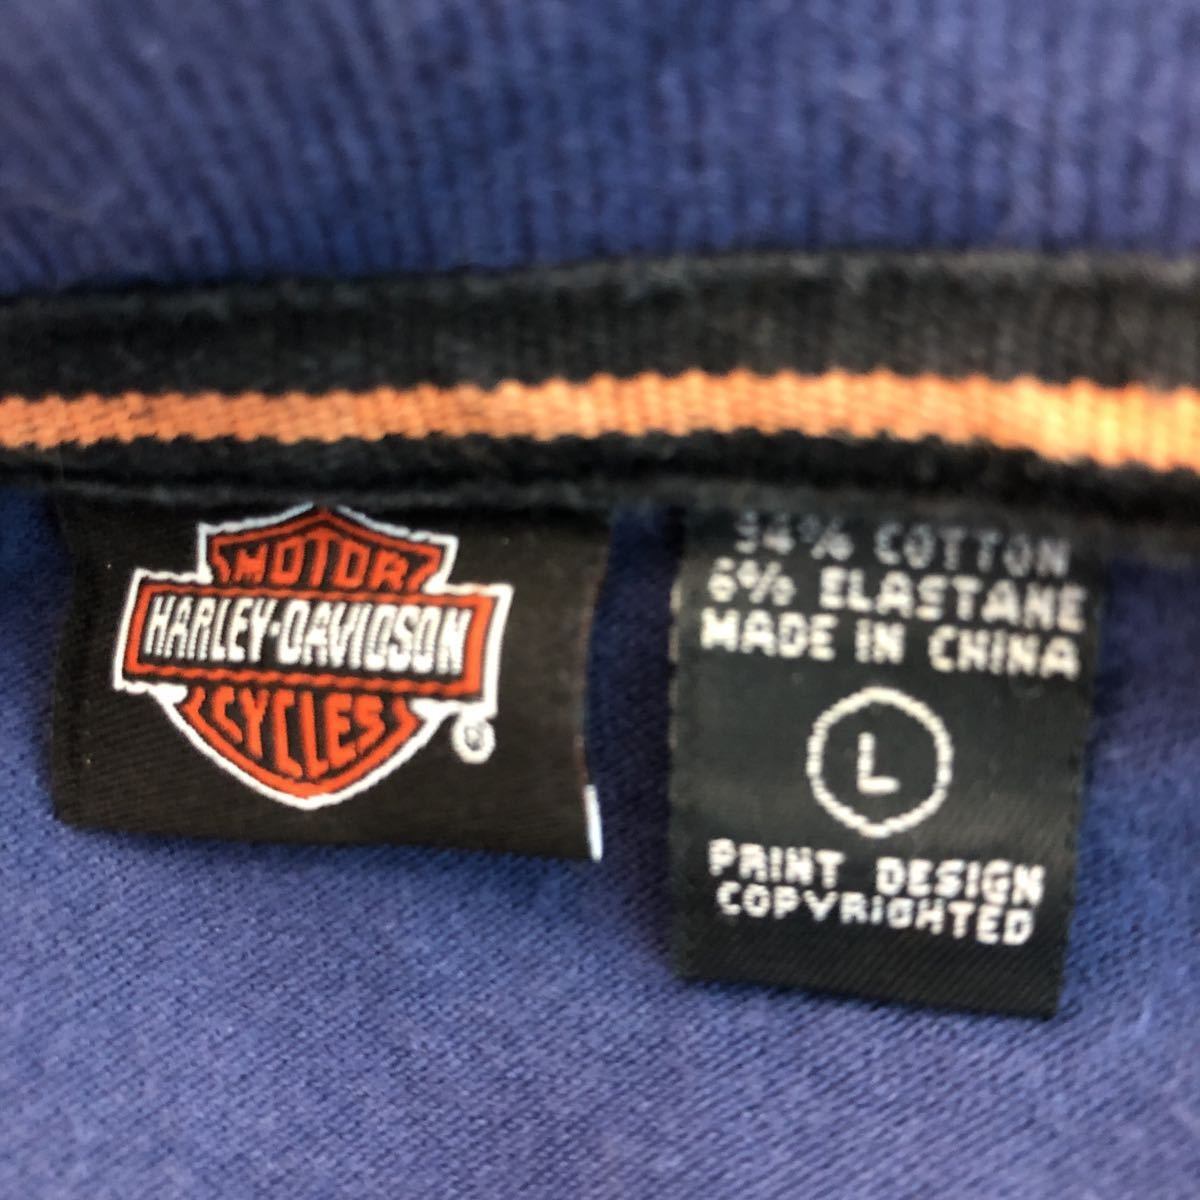 MOTOR
HARLEY-DAVIDSON
CYCLES
®
94% COTTON
6% ELASTANE
MADE IN CHINA
L
PRINT DESIGN
COPYRIGHTED